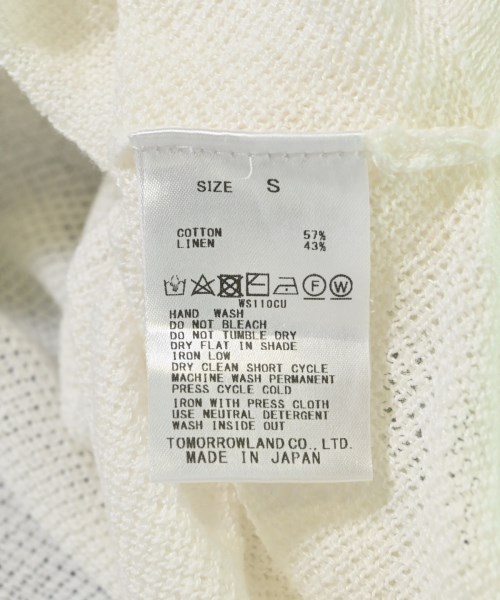 SIZE S
COTTON 57%
LINEN 43%
F W
WS110CU
HAND WASH
DO NOT BLEACH
DO NOT TUMBLE DRY
DRY FLAT IN SHADE
IRON LOW
DRY CLEAN SHORT CYCLE
MACHINE WASH PERMANENT
PRESS CYCLE COLD
IRON WITH PRESS CLOTH
USE NEUTRAL DETERGENT
WASH INSIDE OUT
TOMORROWLAND CO., LTD.
MADE IN JAPAN